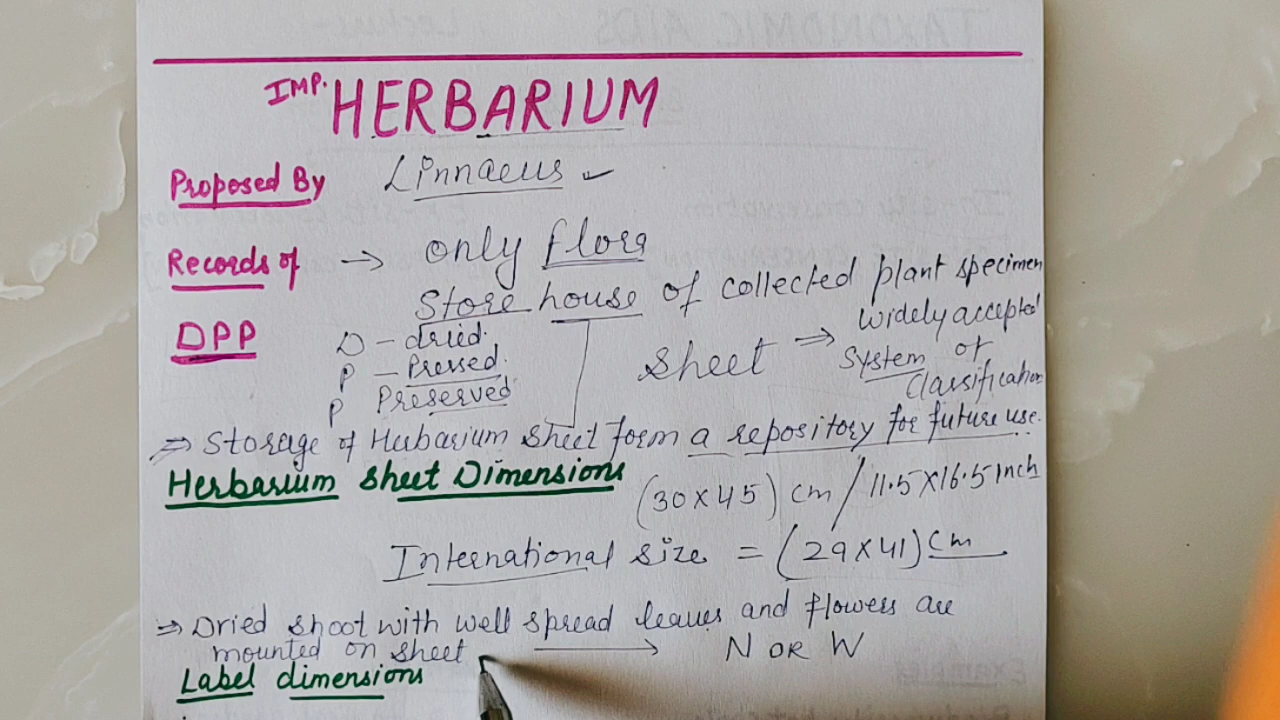 IMP. HERBARIUM
Proposed By Linnaeus
Records of → only flora
Store house of collected plant specimen
DPP D - dried.
P - Pressed.
P Preserved
sheet ⇒ widely accepted
System of
Classification
⇒ Storage of Herbarium sheet form a repository for future use.
Herbarium sheet Dimensions (30x45) cm / 11.5x16.5 inch
International size = (29x41) cm
⇒ Dried shoot with well spread leaves and flowers are
mounted on sheet → N OR W
Label dimensions